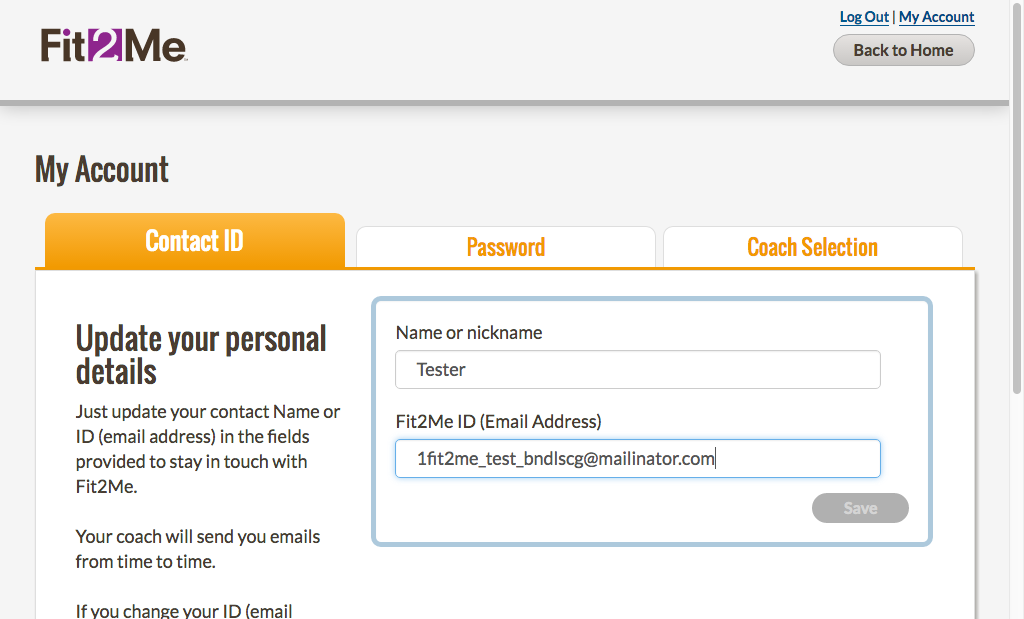 Log Out | My Account
Fit2Me
Back to Home
My Account
Contact ID
Password
Coach Selection
Update your personal
details
Just update your contact Name or
ID (email address) in the fields
provided to stay in touch with
Fit2Me.
Your coach will send you emails
from time to time.
If you change your ID (email
Name or nickname
Tester
Fit2Me ID (Email Address)
1fit2me_test_bndlscg@mailinator.com
Save